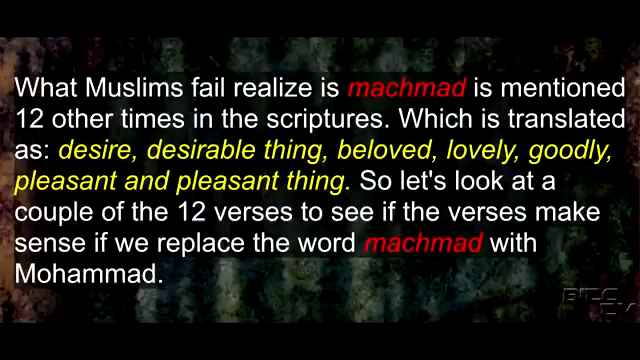 What Muslims fail realize is machmad is mentioned
12 other times in the scriptures. Which is translated
as: desire, desirable thing, beloved, lovely, goodly,
pleasant and pleasant thing. So let's look at a
couple of the 12 verses to see if the verses make
sense if we replace the word machmad with
Mohammad.